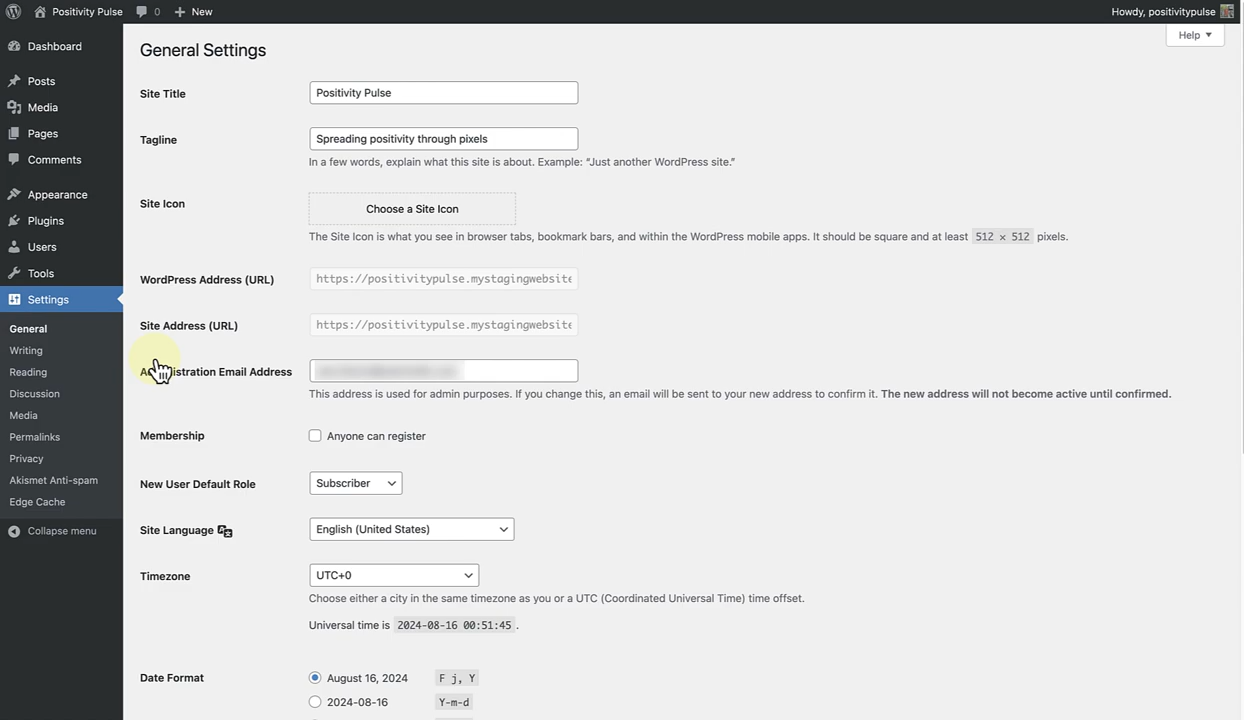 Positivity Pulse 0 New Howdy, positivitypulse
Help
Dashboard
Posts
Media
Pages
Comments
Appearance
Plugins
Users
Tools
Settings
General
Writing
Reading
Discussion
Media
Permalinks
Privacy
Akismet Anti-spam
Edge Cache
Collapse menu
General Settings
Site Title Positivity Pulse
Tagline Spreading positivity through pixels
In a few words, explain what this site is about. Example: “Just another WordPress site.”
Site Icon Choose a Site Icon
The Site Icon is what you see in browser tabs, bookmark bars, and within the WordPress mobile apps. It should be square and at least 512 × 512 pixels.
WordPress Address (URL) https://positivitypulse.mystagingwebsite
Site Address (URL) https://positivitypulse.mystagingwebsite
Administration Email Address
This address is used for admin purposes. If you change this, an email will be sent to your new address to confirm it. The new address will not become active until confirmed.
Membership Anyone can register
New User Default Role Subscriber
Site Language English (United States)
Timezone UTC+0
Choose either a city in the same timezone as you or a UTC (Coordinated Universal Time) time offset.
Universal time is 2024-08-16 00:51:45 .
Date Format August 16, 2024 F j, Y
2024-08-16 Y-m-d